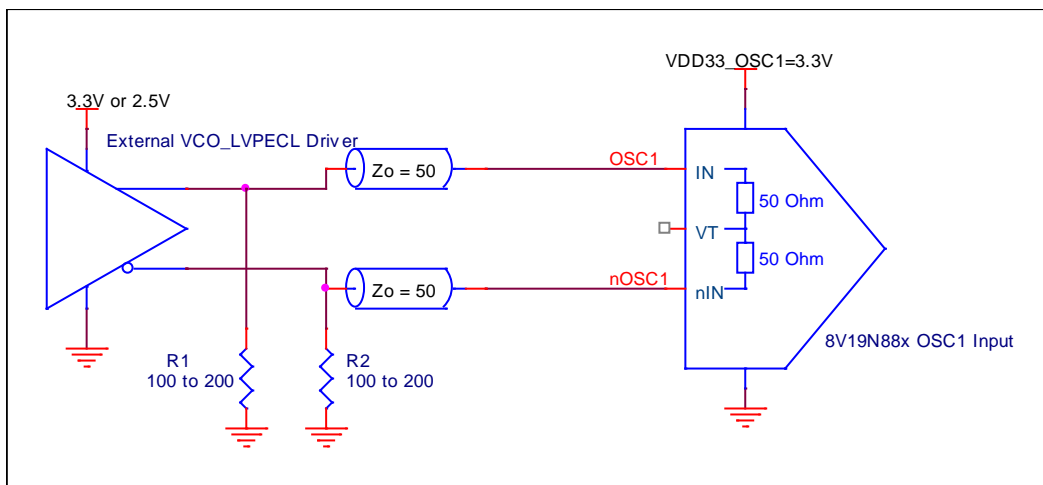 VDD33_OSC1=3.3V
3.3V or 2.5V
External VCO_LVPECL Driver
Zo = 50
OSC1
IN
50 Ohm
VT
50 Ohm
Zo = 50
nOSC1
nIN
8V19N88x OSC1 Input
R1
100 to 200
R2
100 to 200